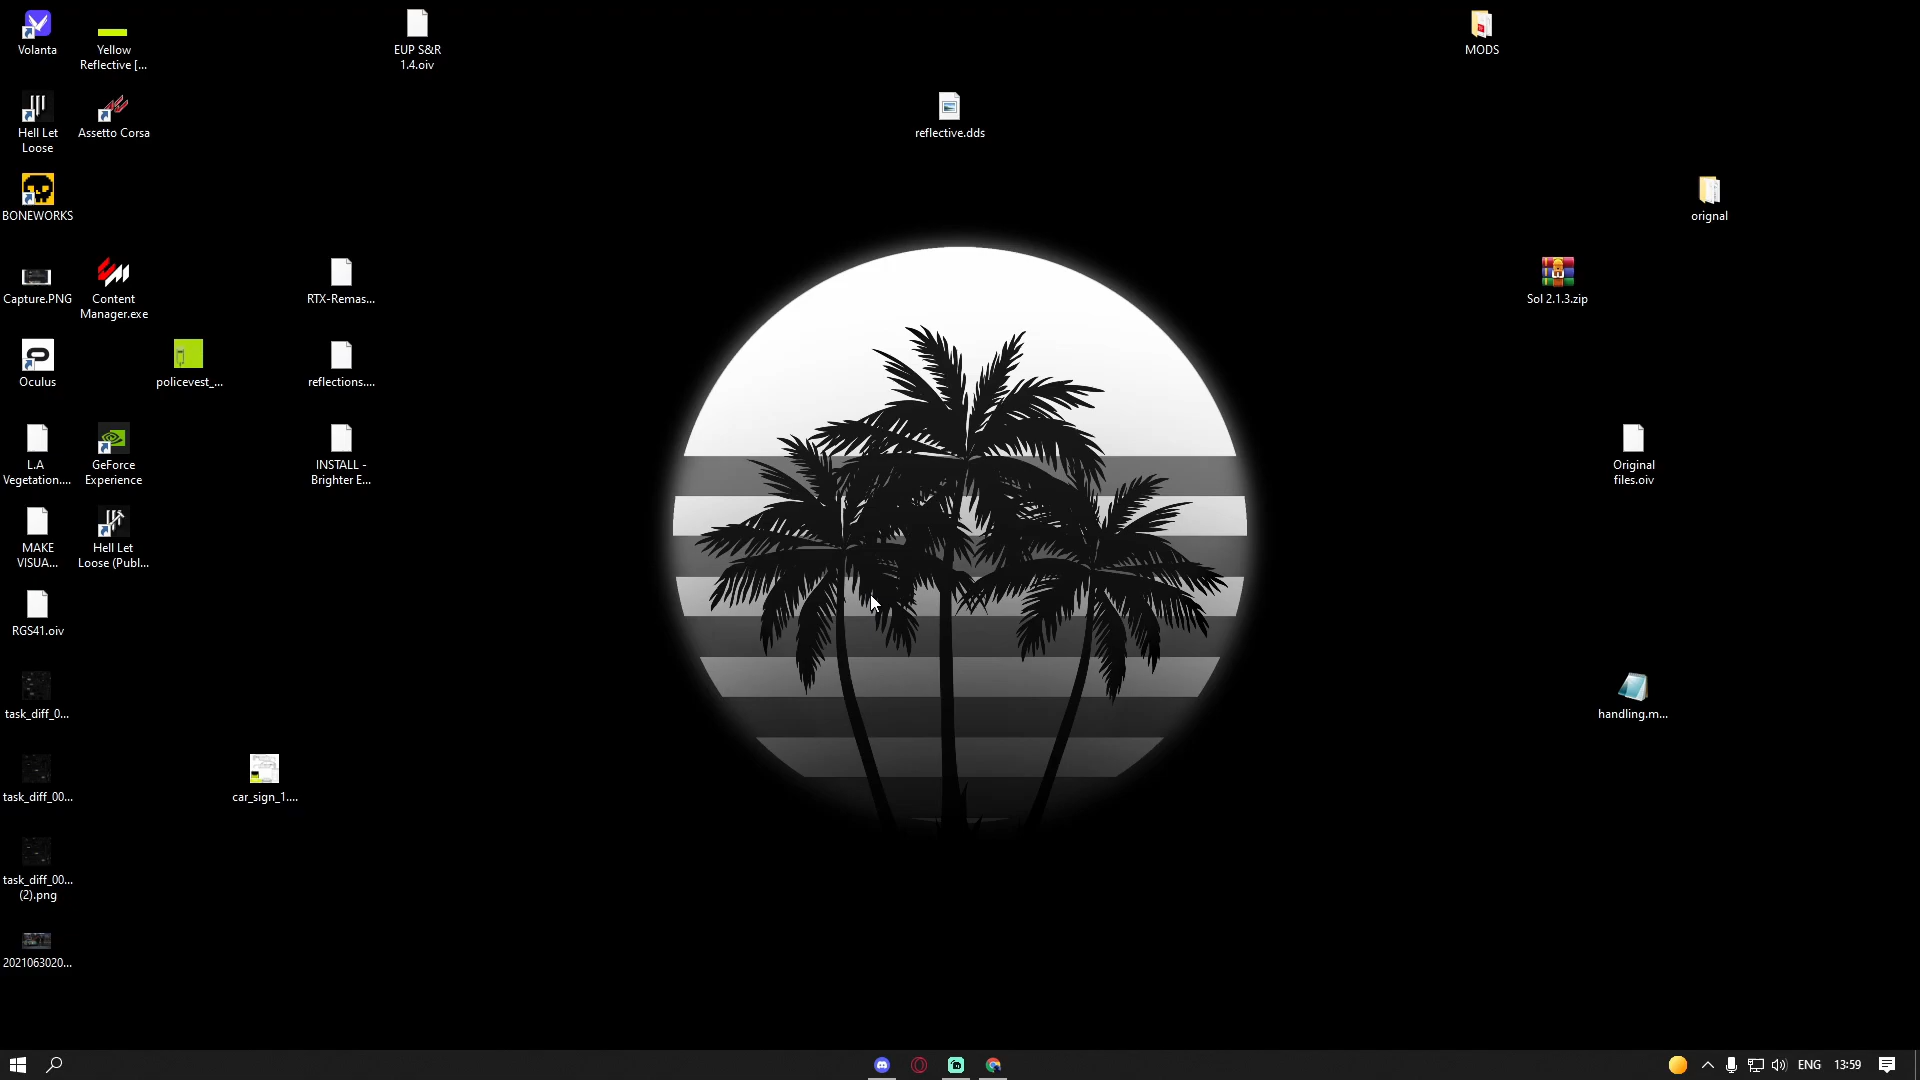 Volanta
Yellow
Reflective [...
EUP S&R
1.4.oiv
MODS
Hell Let
Loose
Assetto Corsa
reflective.dds
BONEWORKS
orignal
Capture.PNG
Content
Manager.exe
RTX-Remas...
Sol 2.1.3.zip
Oculus
policevest_...
reflections....
L.A
Vegetation....
GeForce
Experience
INSTALL -
Brighter E...
Original
files.oiv
MAKE
VISUA...
Hell Let
Loose (Publ...
RGS41.oiv
task_diff_0...
handling.m...
task_diff_00...
car_sign_1....
task_diff_00...
(2).png
2021063020...
ENG
13:59